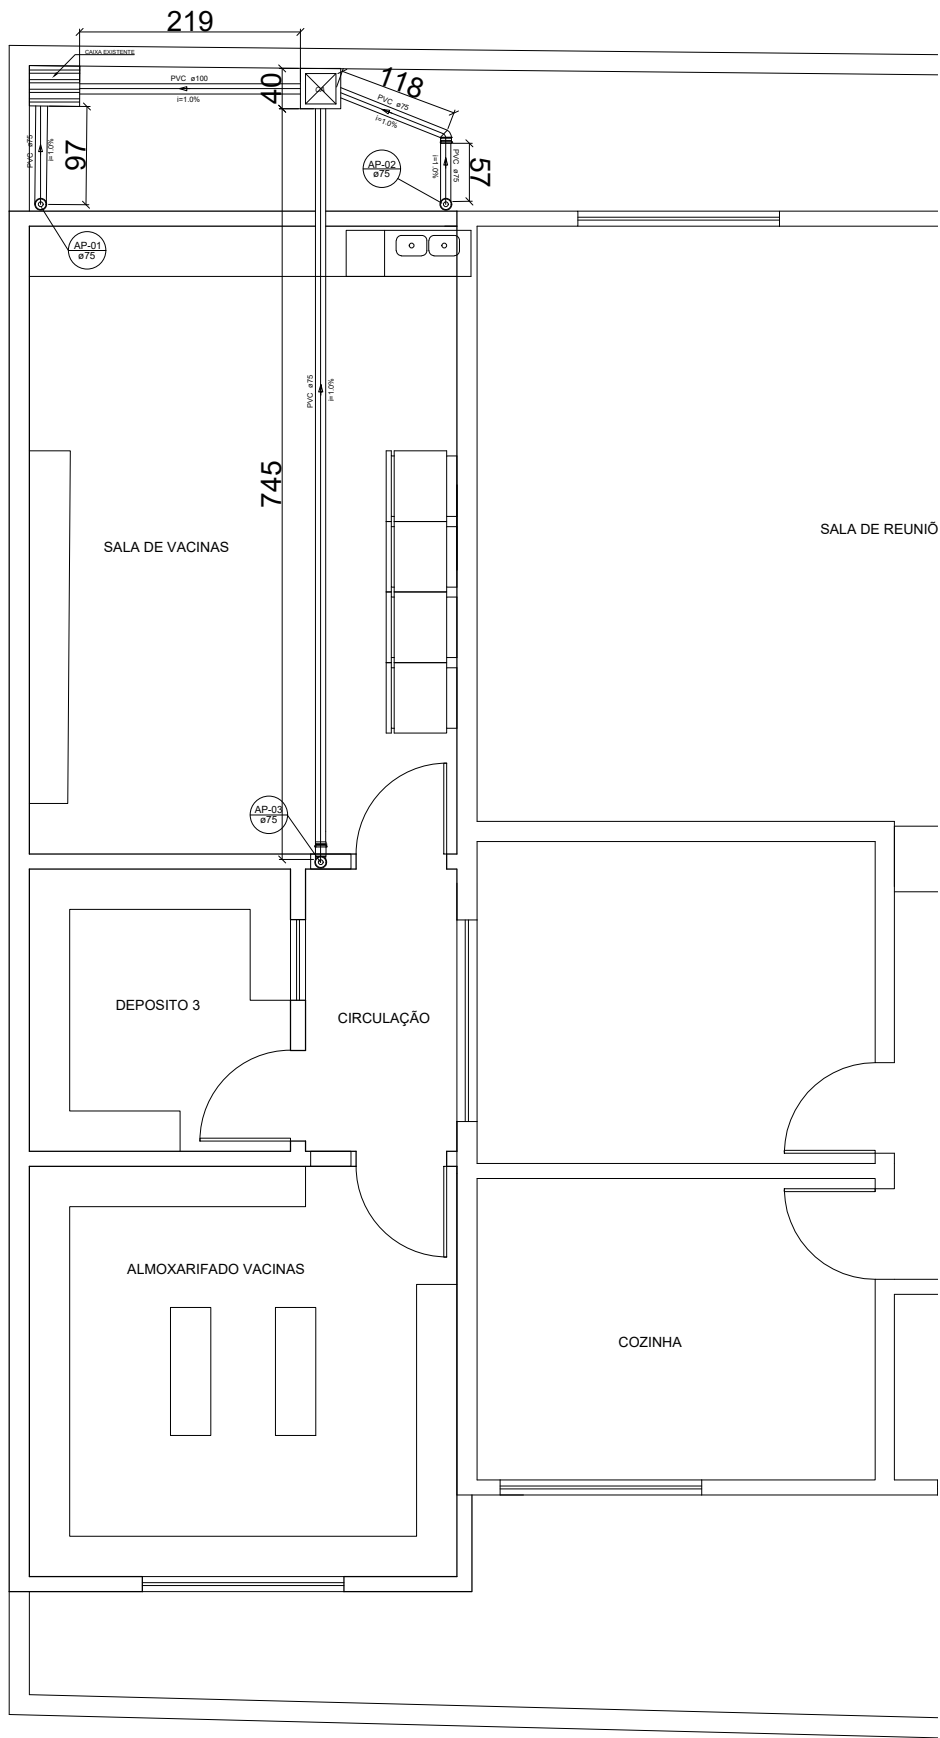 219
CAIXA EXISTENTE
PVC ø100
i=1.0%
40
CA
118
PVC ø75
i=1.0%
PVC ø75
i=1.0%
97
AP-02
ø75
i=1.0%
PVC ø75
57
AP-01
ø75
PVC ø75
i=1.0%
745
SALA DE VACINAS
SALA DE REUNIÕ
AP-03
ø75
DEPOSITO 3
CIRCULAÇÃO
ALMOXARIFADO VACINAS
COZINHA